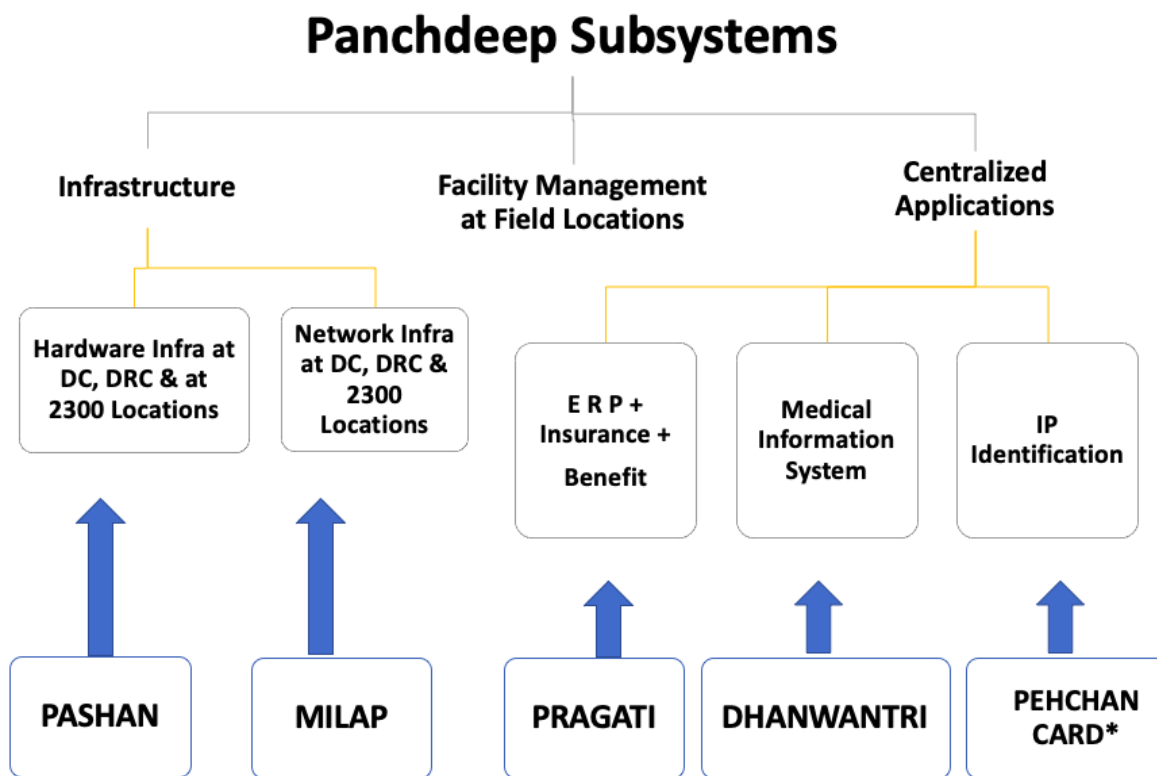 Panchdeep Subsystems
Infrastructure
Facility Management
at Field Locations
Centralized
Applications
Hardware Infra at
DC, DRC & at
2300 Locations
Network Infra
at DC, DRC &
2300
Locations
E R P +
Insurance +
Benefit
Medical
Information
System
IP
Identification
PASHAN
MILAP
PRAGATI
DHANWANTRI
PEHCHAN
CARD*